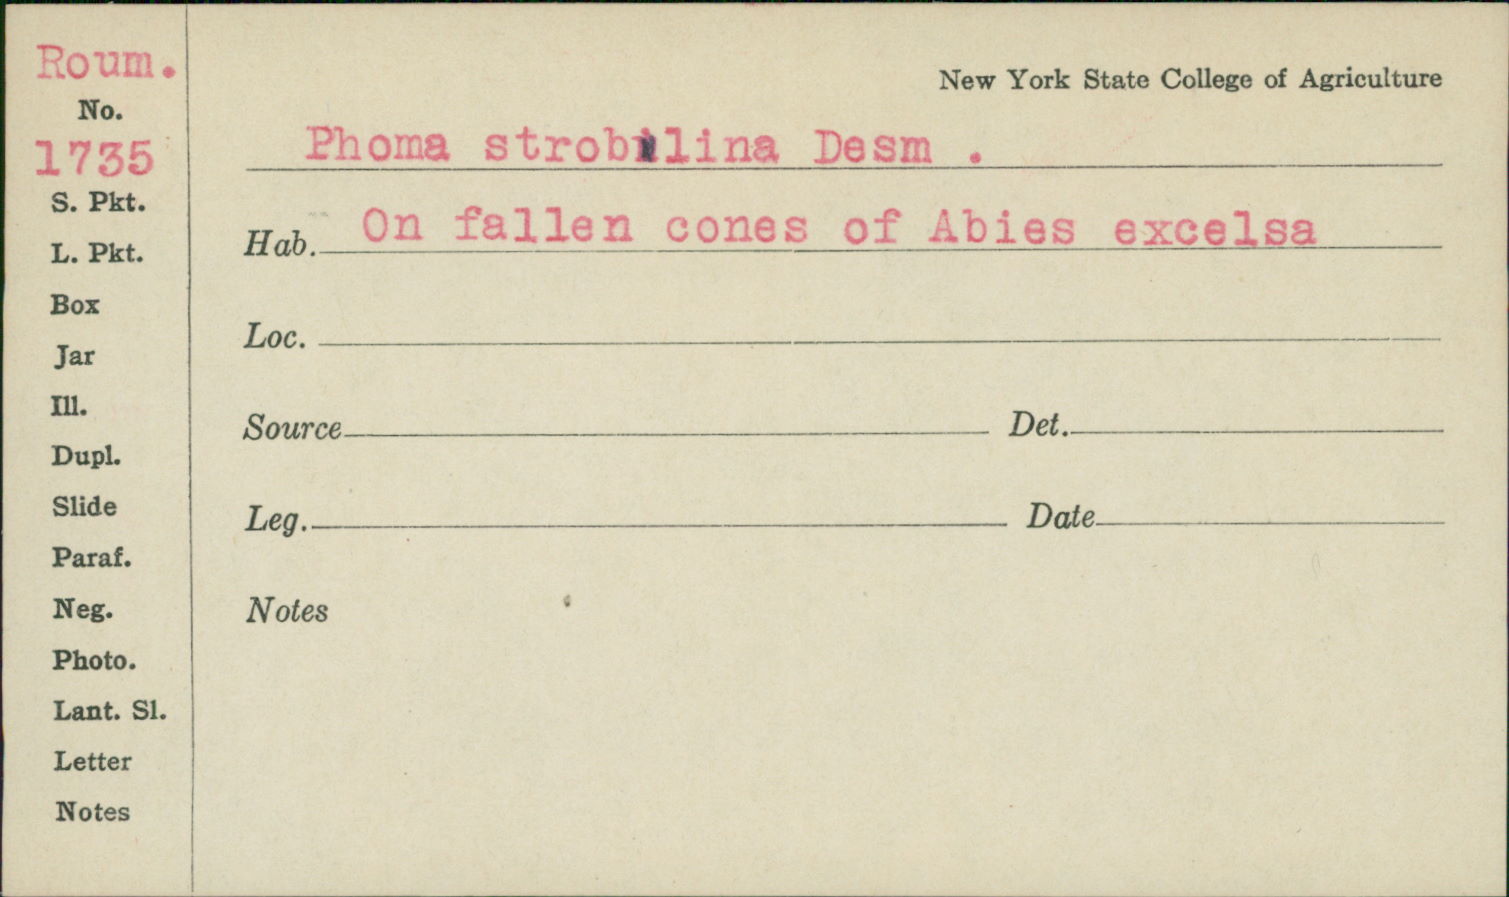 Roum.
No.
1735
S. Pkt.
L. Pkt.
Box
Jar
Ill.
Dupl.
Slide
Paraf.
Neg.
Photo.
Lant. Sl.
Letter
Notes
New York State College of Agriculture
Phoma strobilina Desm .
Hab. On fallen cones of Abies excelsa
Loc.
Source Det.
Leg. Date
Notes